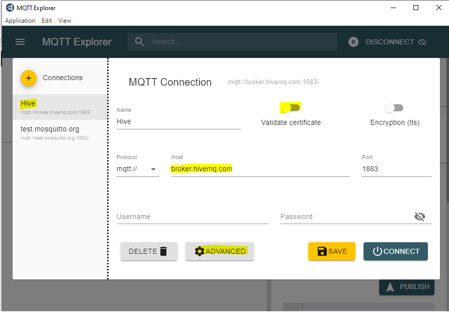 MQTT Explorer
Application Edit View
MQTT Explorer
Search...
DISCONNECT
+ Connections
MQTT Connection mqtt://broker.hivemq.com:1883/
Hive
mqtt://broker.hivemq.com:1883/
test.mosquitto.org
mqtt://test.mosquitto.org:1883/
Name
Hive
Validate certificate
Encryption (tls)
Protocol
mqtt://
Host
broker.hivemq.com
Port
1883
Username
Password
DELETE
ADVANCED
SAVE
CONNECT
PUBLISH